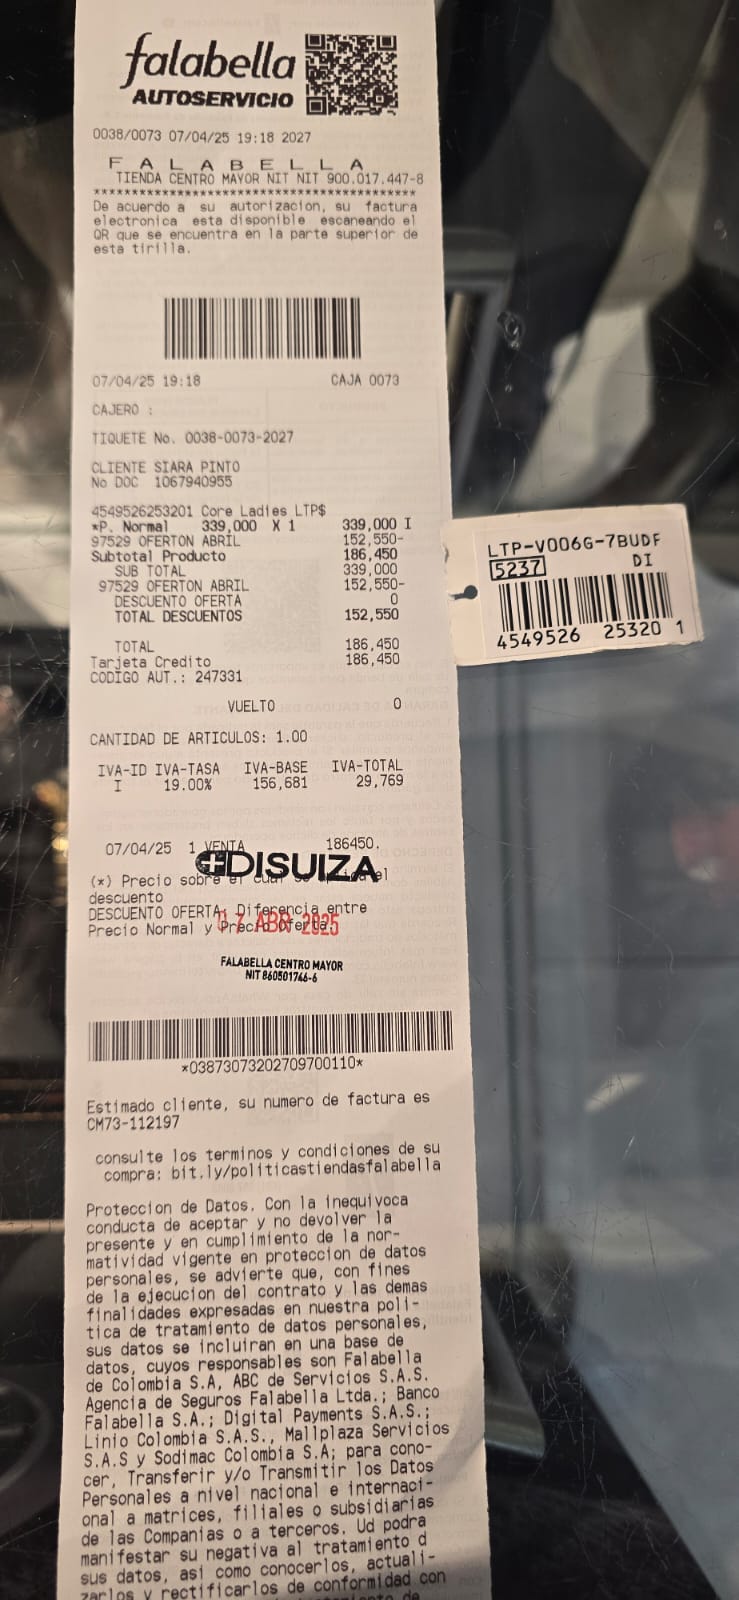 falabella
AUTOSERVICIO
0038/0073 07/04/25 19:18 2027
F A L A B E L L A
TIENDA CENTRO MAYOR NIT NIT 900.017.447-8
******************************************
De acuerdo a su autorizacion, su factura
electronica esta disponible escaneando el
QR que se encuentra en la parte superior de
esta tirilla.
07/04/25 19:18 CAJA 0073
CAJERO :
TIQUETE No. 0038-0073-2027
CLIENTE SIARA PINTO
No DOC 1067940955
4549526253201 Core Ladies LTP$
*P. Normal 339,000 X 1 339,000 I
97529 OFERTON ABRIL 152,550-
Subtotal Producto 186,450
SUB TOTAL 339,000
97529 OFERTON ABRIL 152,550-
DESCUENTO OFERTA 0
TOTAL DESCUENTOS 152,550
TOTAL 186,450
Tarjeta Credito 186,450
CODIGO AUT.: 247331
VUELTO 0
CANTIDAD DE ARTICULOS: 1.00
IVA-ID IVA-TASA IVA-BASE IVA-TOTAL
I 19.00% 156,681 29,769
07/04/25 1 VENTA 186450.
DISUIZA
(*) Precio sobre el cual se aplica el
descuento
DESCUENTO OFERTA: Diferencia entre
Precio Normal y Precio Oferta.
ABR 2025
FALABELLA CENTRO MAYOR
NIT 860501746-6
*03873073202709700110*
Estimado cliente, su numero de factura es
CM73-112197
consulte los terminos y condiciones de su
compra: bit.ly/politicastiendasfalabella
Proteccion de Datos. Con la inequivoca
conducta de aceptar y no devolver la
presente y en cumplimiento de la nor-
matividad vigente en proteccion de datos
personales, se advierte que, con fines
de la ejecucion del contrato y las demas
finalidades expresadas en nuestra poli-
tica de tratamiento de datos personales,
sus datos se incluiran en una base de
datos, cuyos responsables son Falabella
de Colombia S.A, ABC de Servicios S.A.S.
Agencia de Seguros Falabella Ltda.; Banco
Falabella S.A.; Digital Payments S.A.S.;
Linio Colombia S.A.S., Mallplaza Servicios
S.A.S y Sodimac Colombia S.A; para cono-
cer, Transferir y/o Transmitir los Datos
Personales a nivel nacional e internaci-
onal a matrices, filiales o subsidiarias
de las Companias o a terceros. Ud podra
manifestar su negativa al tratamiento d
sus datos, asi como conocerlos, actuali-
zarlos y rectificarlos de conformidad con
LTP-V006G-7BUDF
5237 DI
4549526 25320 1